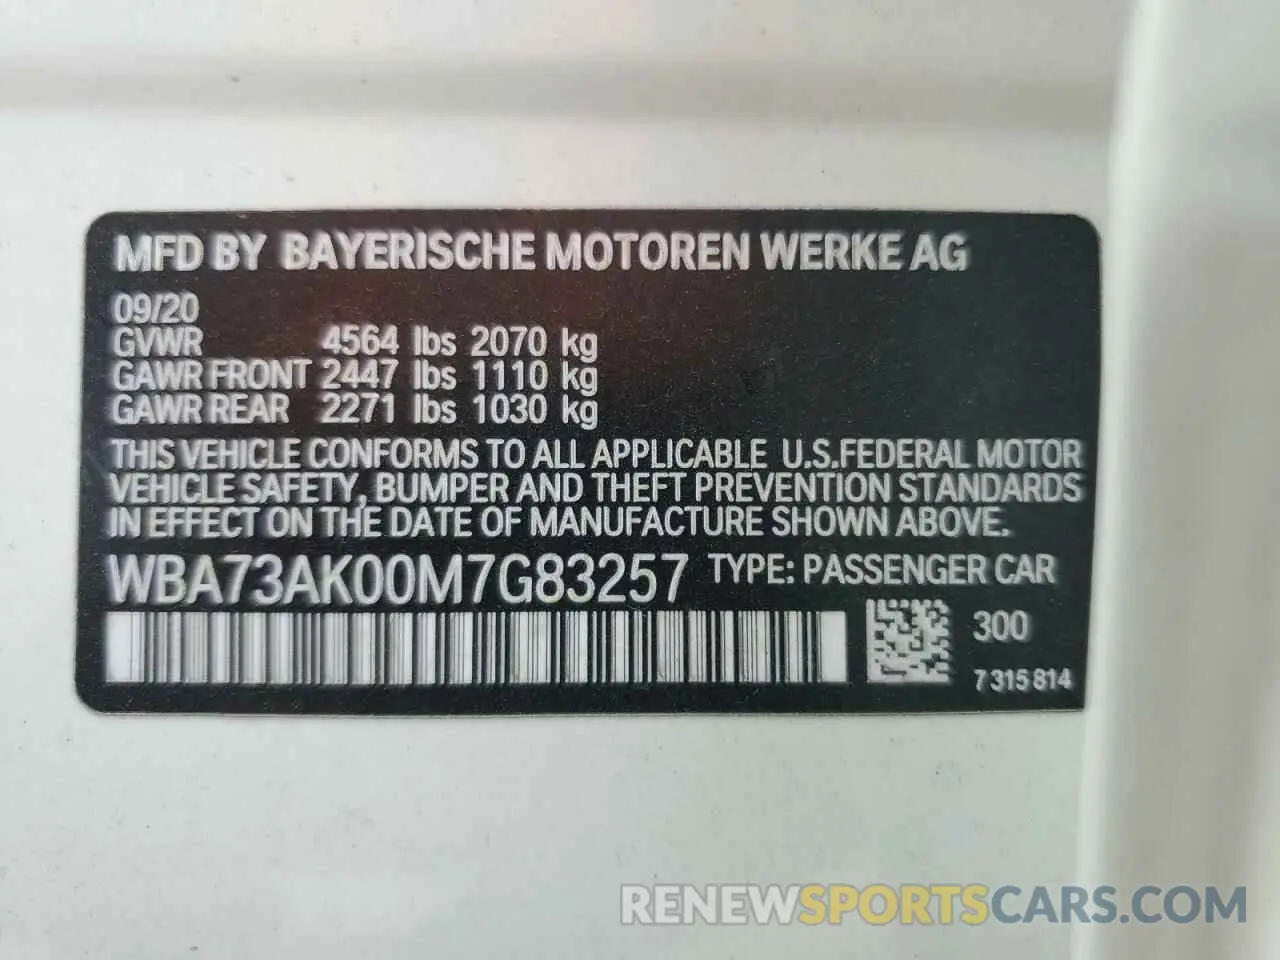 MFD BY BAYERISCHE MOTOREN WERKE AG
09/20
GVWR 4564 lbs 2070 kg
GAWR FRONT 2447 lbs 1110 kg
GAWR REAR 2271 lbs 1030 kg
THIS VEHICLE CONFORMS TO ALL APPLICABLE U.S.FEDERAL MOTOR
VEHICLE SAFETY, BUMPER AND THEFT PREVENTION STANDARDS
IN EFFECT ON THE DATE OF MANUFACTURE SHOWN ABOVE.
WBA73AK00M7G83257 TYPE: PASSENGER CAR
300
7 315 814
RENEWSPORTSCARS.COM